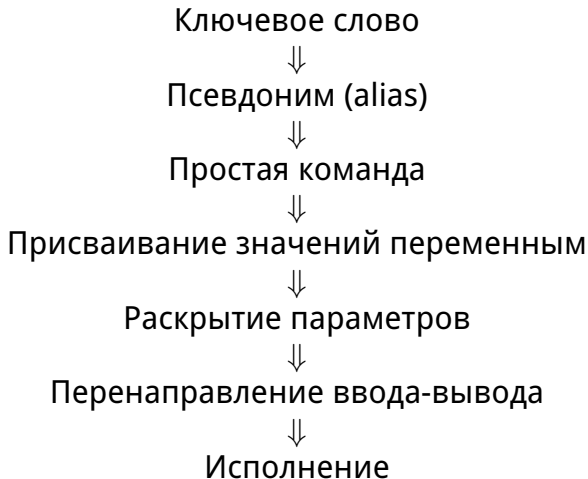 Ключевое слово
⇓
Псевдоним (alias)
⇓
Простая команда
⇓
Присваивание значений переменным
⇓
Раскрытие параметров
⇓
Перенаправление ввода-вывода
⇓
Исполнение